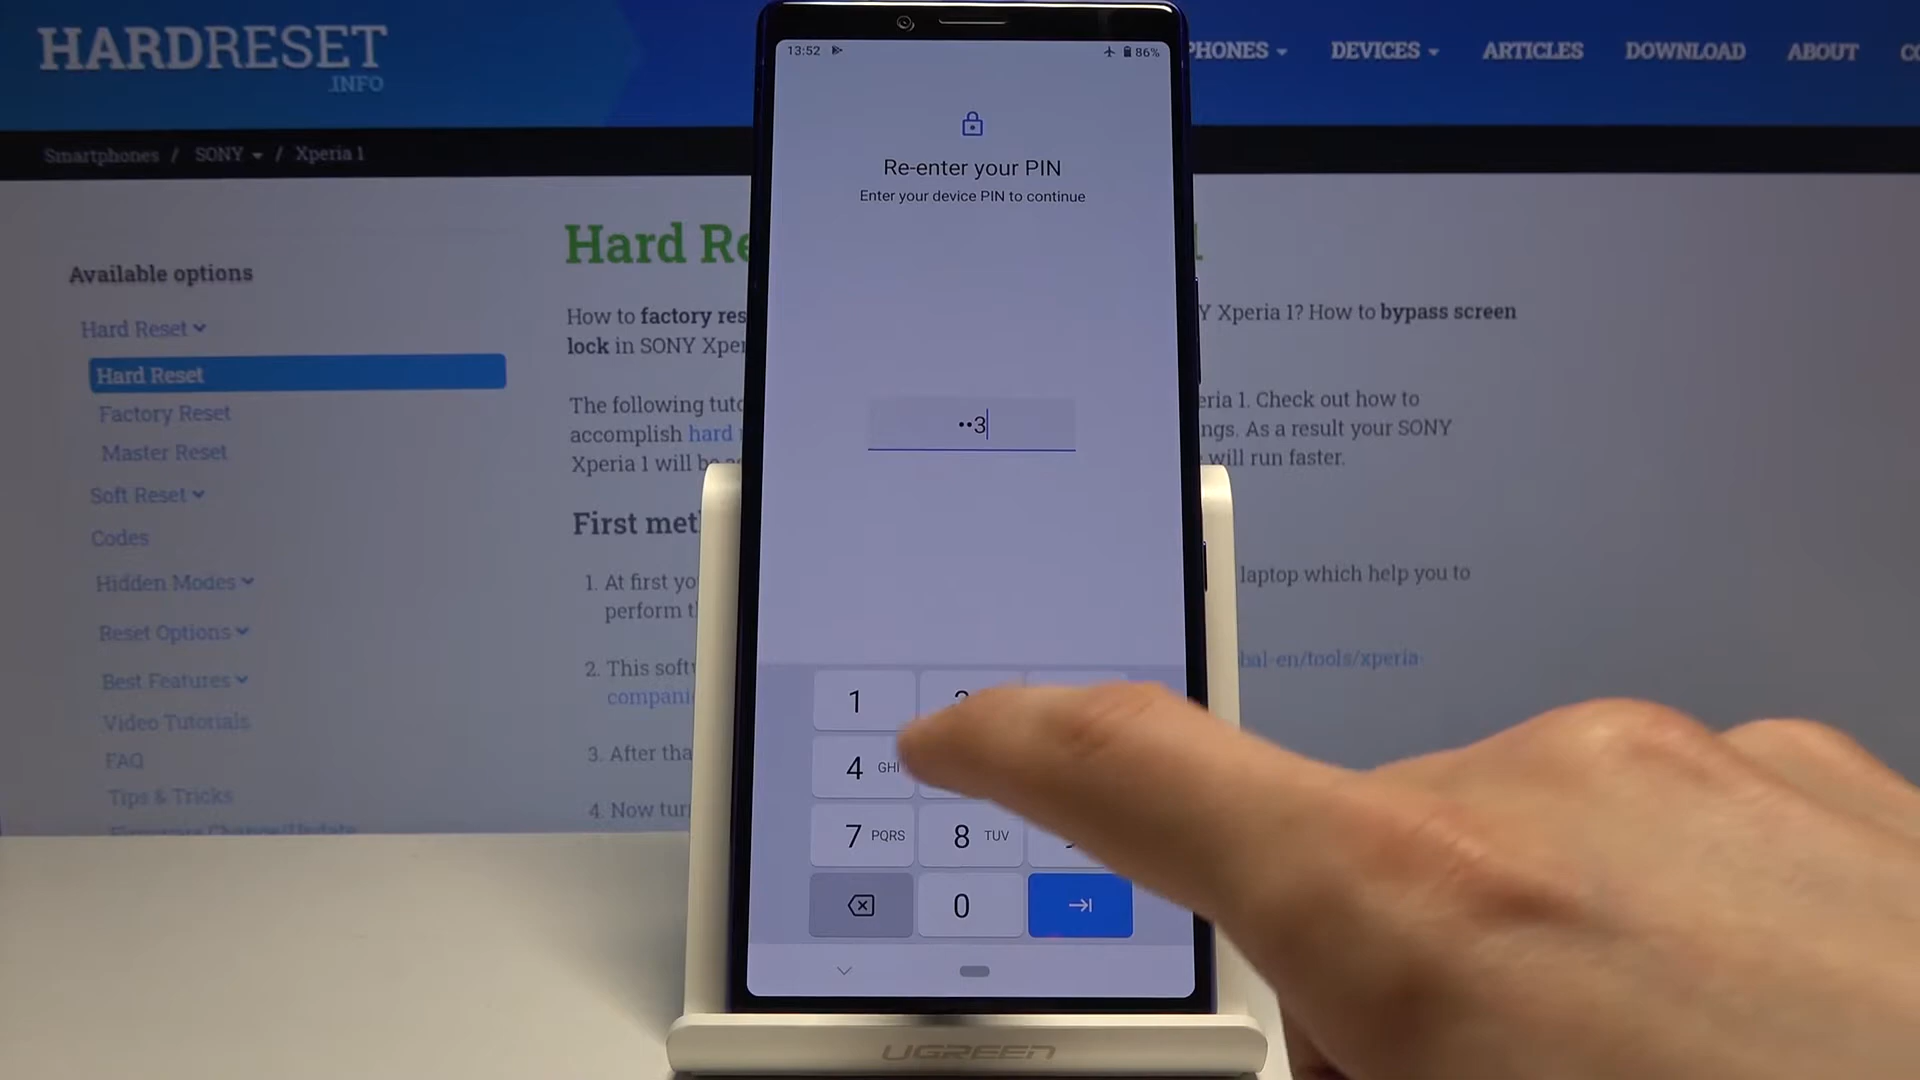 HARDRESET
.INFO
PHONES
DEVICES
ARTICLES
DOWNLOAD
ABOUT
Smartphones / SONY / Xperia 1
Available options
Hard Reset
Hard Reset
Factory Reset
Master Reset
Soft Reset
Codes
Hidden Modes
Reset Options
Best Features
Video Tutorials
FAQ
Tips & Tricks
Hard Re
How to factory res
Y Xperia 1? How to bypass screen
lock in SONY Xper
The following tuto
eria 1. Check out how to
accomplish hard
ngs. As a result your SONY
Xperia 1 will be
will run faster.
First met
1. At first yo
laptop which help you to
perform t
2. This soft
bal-en/tools/xperia-
compani
3. After tha
4. Now tur
13:52
86%
Re-enter your PIN
Enter your device PIN to continue
••3
1
4 GHI
7 PQRS 8 TUV
0
UGREEN